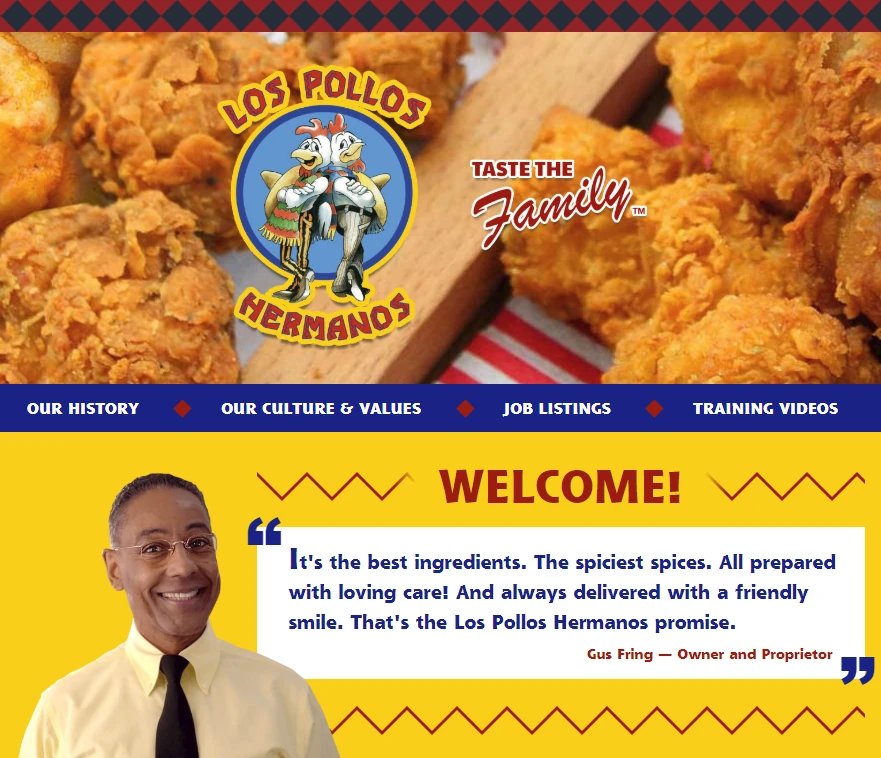 LOS POLLOS
HERMANOS
TASTE THE
Family™
OUR HISTORY
OUR CULTURE & VALUES
JOB LISTINGS
TRAINING VIDEOS
WELCOME!
“
It's the best ingredients. The spiciest spices. All prepared
with loving care! And always delivered with a friendly
smile. That's the Los Pollos Hermanos promise.
Gus Fring — Owner and Proprietor
”